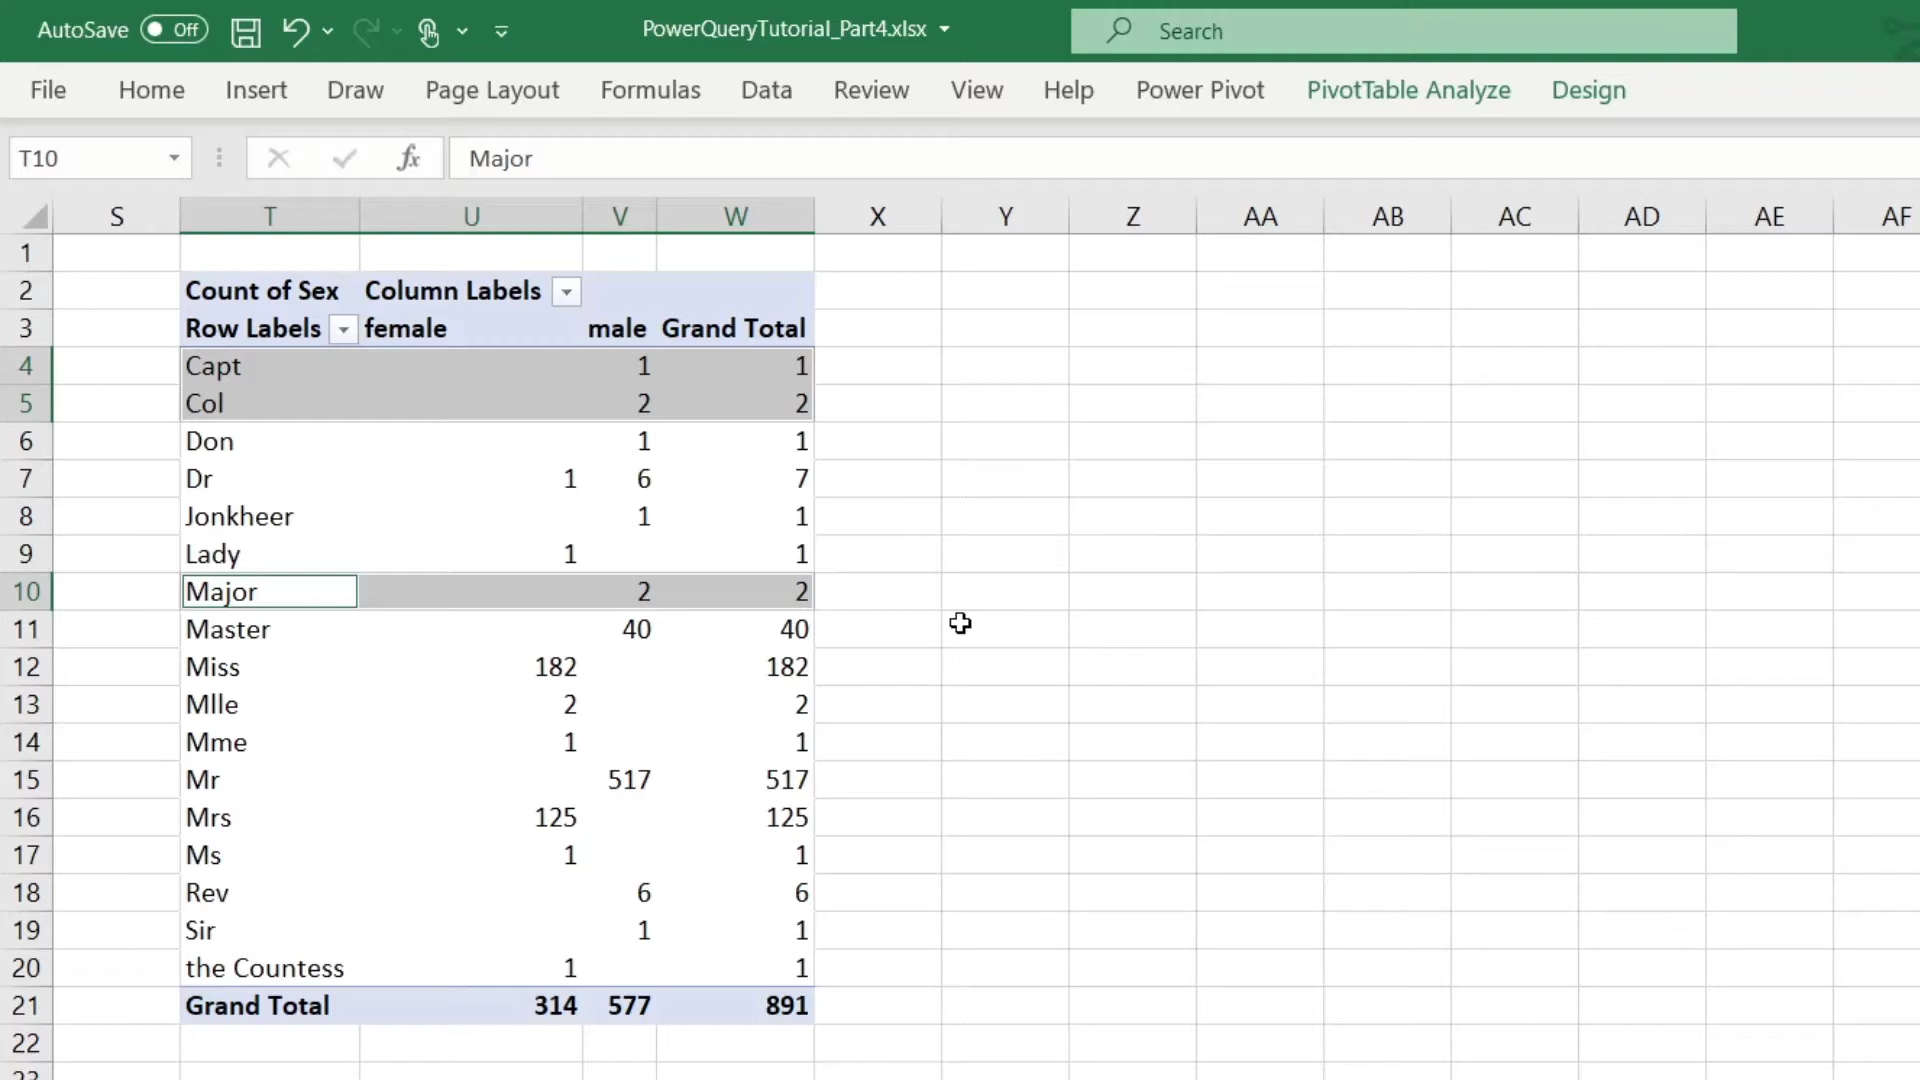 AutoSave Off PowerQueryTutorial_Part4.xlsx Search
File Home Insert Draw Page Layout Formulas Data Review View Help Power Pivot PivotTable Analyze Design
T10 fx Major
S T U V W X Y Z AA AB AC AD AE AF
1
2 Count of Sex Column Labels
3 Row Labels female male Grand Total
4 Capt 1 1
5 Col 2 2
6 Don 1 1
7 Dr 1 6 7
8 Jonkheer 1 1
9 Lady 1 1
10 Major 2 2
11 Master 40 40
12 Miss 182 182
13 Mlle 2 2
14 Mme 1 1
15 Mr 517 517
16 Mrs 125 125
17 Ms 1 1
18 Rev 6 6
19 Sir 1 1
20 the Countess 1 1
21 Grand Total 314 577 891
22
23